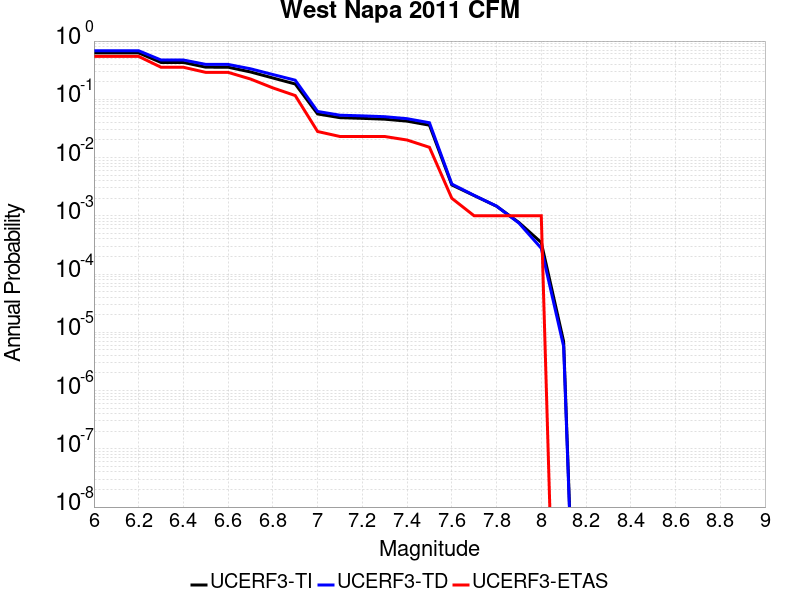 West Napa 2011 CFM
Annual Probability
10^0
10^-1
10^-2
10^-3
10^-4
10^-5
10^-6
10^-7
10^-8
6 6.2 6.4 6.6 6.8 7 7.2 7.4 7.6 7.8 8 8.2 8.4 8.6 8.8 9
Magnitude
UCERF3-TI UCERF3-TD UCERF3-ETAS